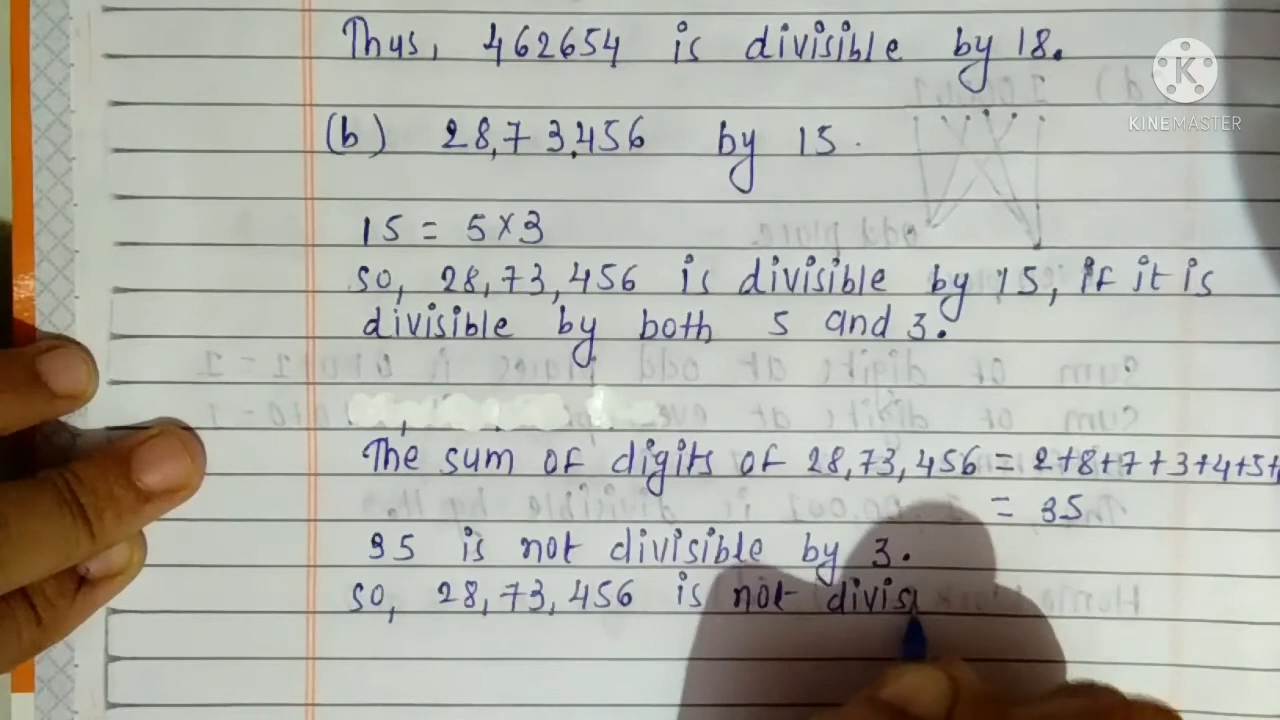 Thus, 462654 is divisible by 18.
KINEMASTER
(b) 28,73,456 by 15.
15 = 5×3
so, 28,73,456 is divisible by 15, if it is
divisible by both 5 and 3.
The sum of digits of 28,73,456 = 2+8+7+3+4+5+
= 35
35 is not divisible by 3.
so, 28,73,456 is not divisi